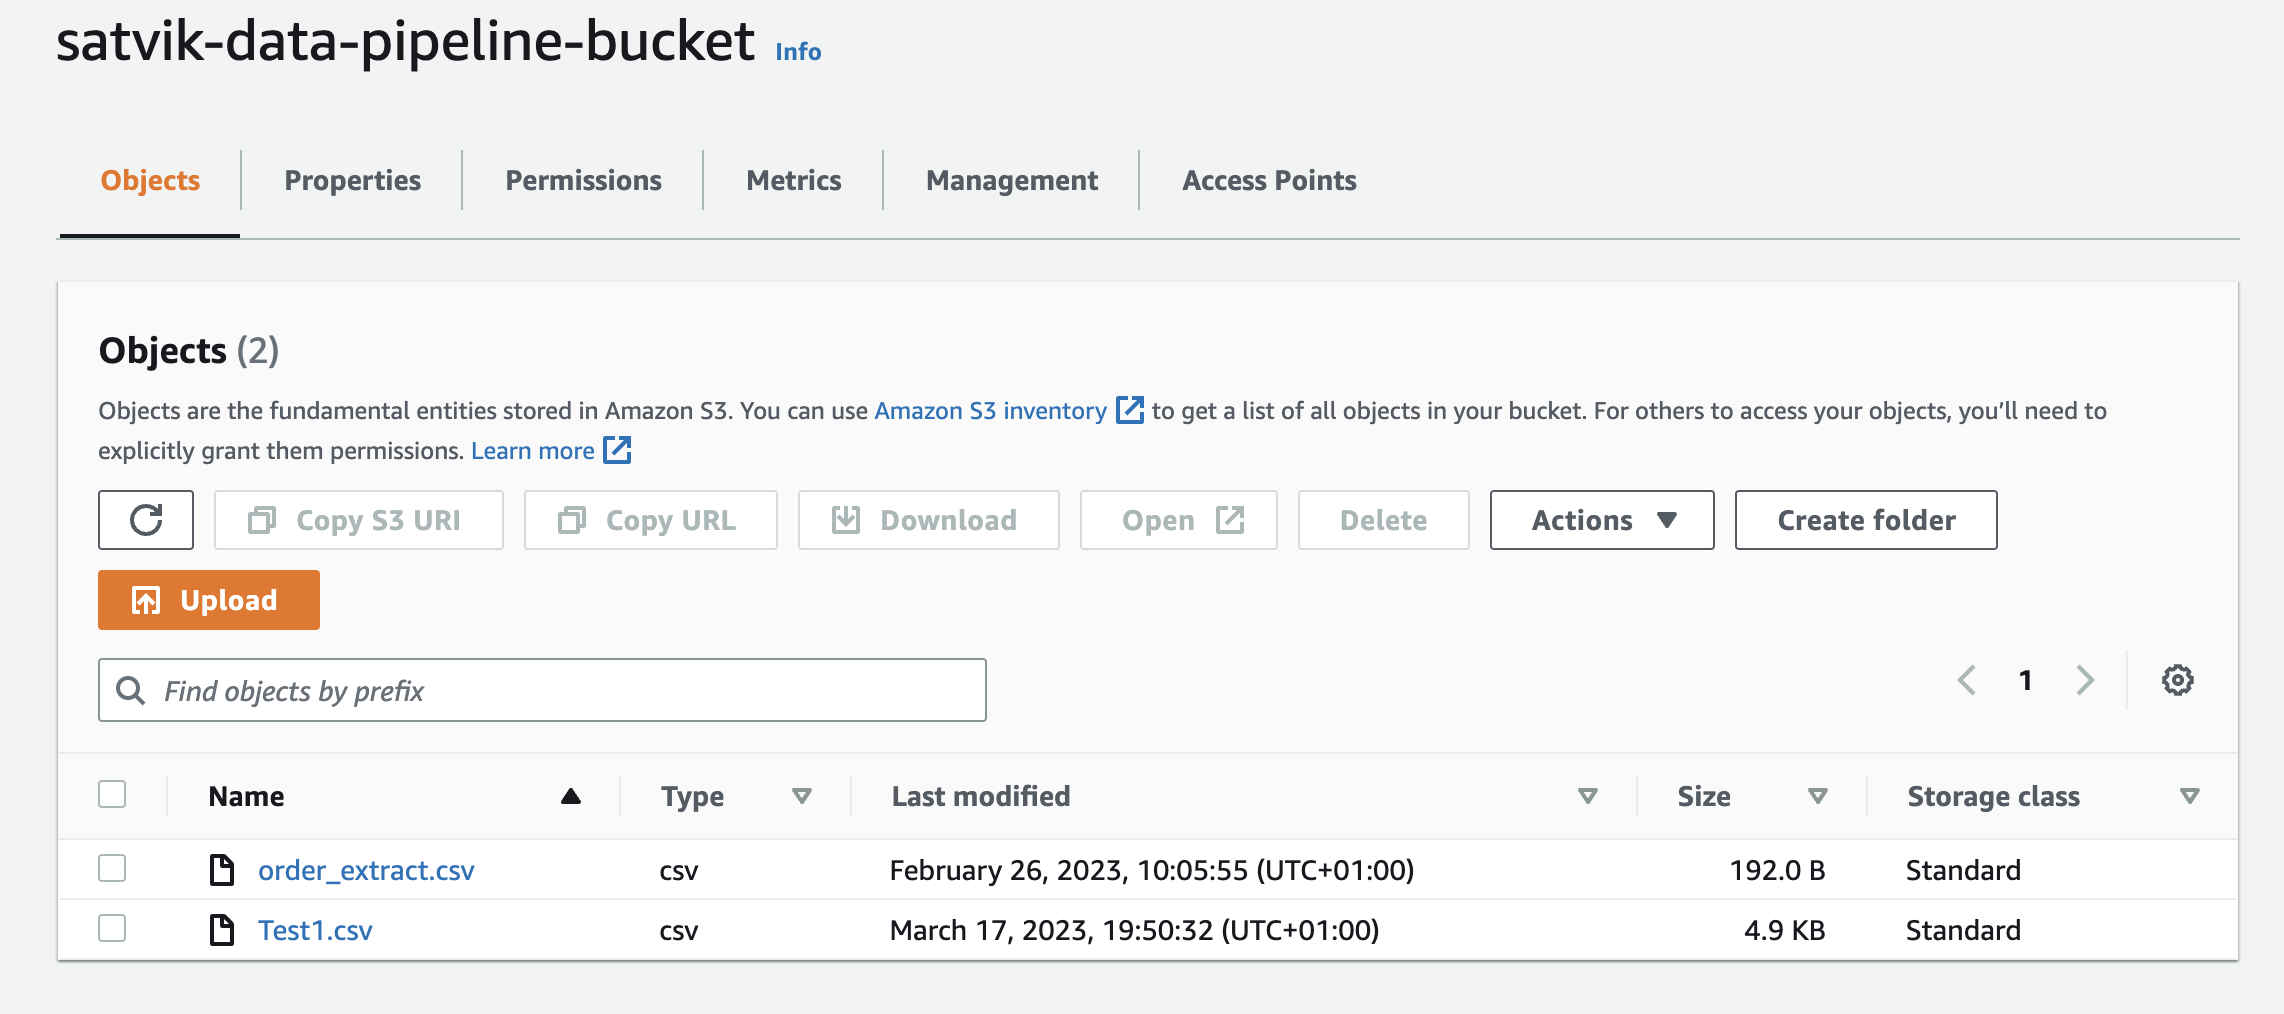 satvik-data-pipeline-bucket Info
Objects Properties Permissions Metrics Management Access Points
Objects (2)
Objects are the fundamental entities stored in Amazon S3. You can use Amazon S3 inventory to get a list of all objects in your bucket. For others to access your objects, you’ll need to
explicitly grant them permissions. Learn more
Copy S3 URI Copy URL Download Open Delete Actions Create folder
Upload
Find objects by prefix 1
Name Type Last modified Size Storage class
order_extract.csv csv February 26, 2023, 10:05:55 (UTC+01:00) 192.0 B Standard
Test1.csv csv March 17, 2023, 19:50:32 (UTC+01:00) 4.9 KB Standard